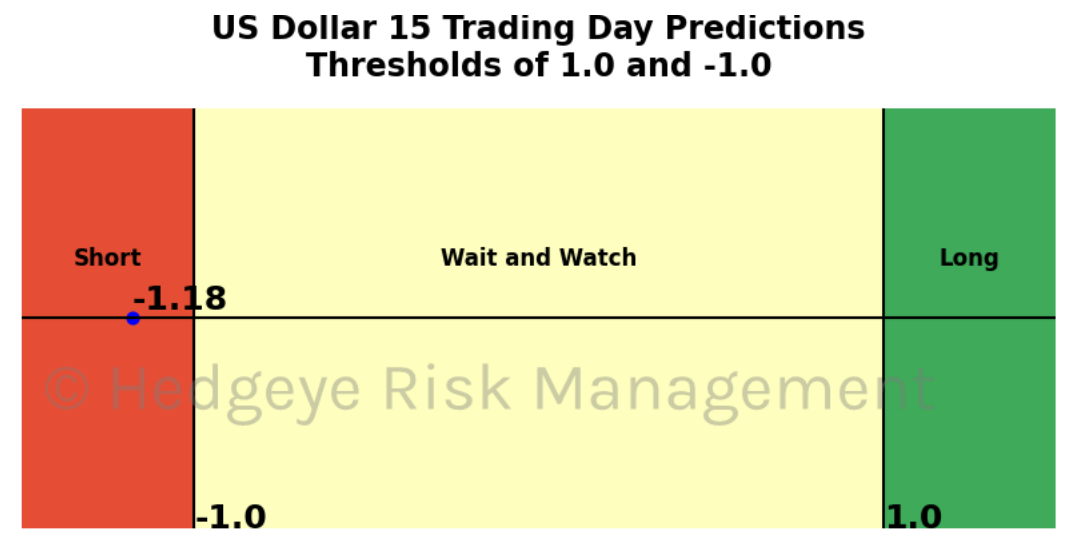 US Dollar 15 Trading Day Predictions
Thresholds of 1.0 and -1.0
Short
Wait and Watch
Long
-1.18
© Hedgeye Risk Management
-1.0
1.0